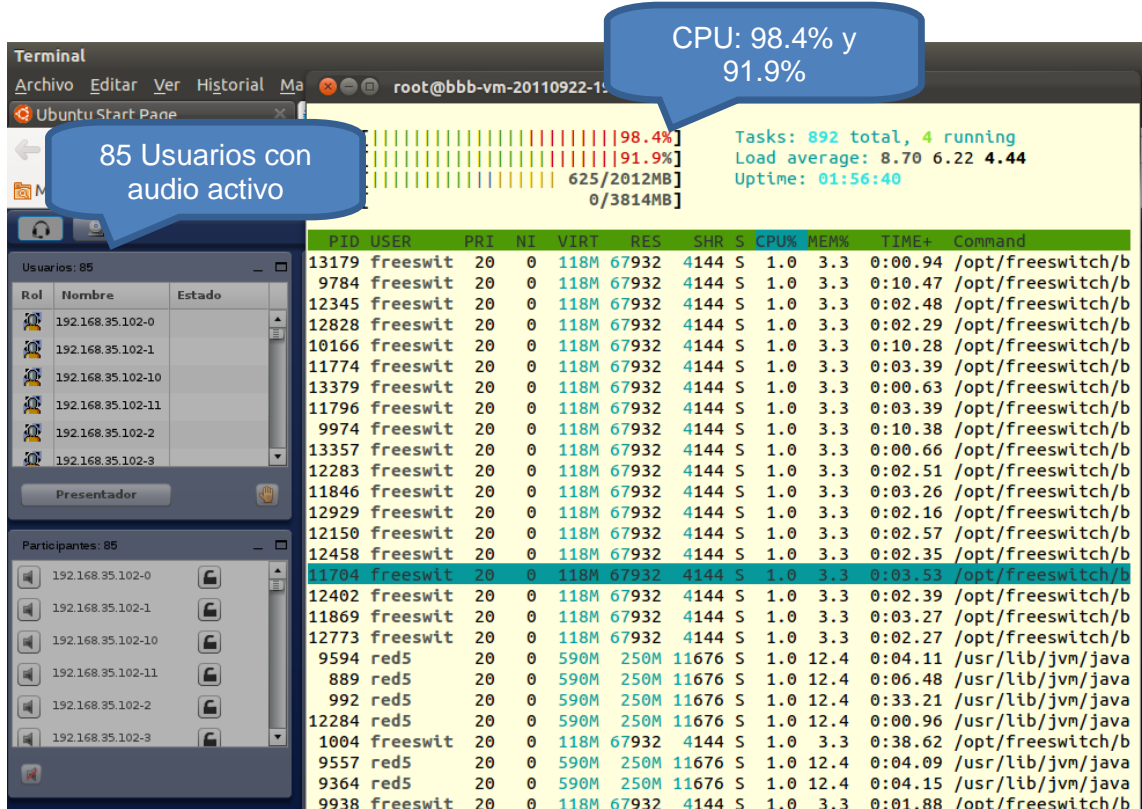 CPU: 98.4% y
91.9%
Terminal
Archivo Editar Ver Historial Ma
root@bbb-vm-20110922-19
Ubuntu Start Page
85 Usuarios con
audio activo
M
[||||||||||||||||||||||||98.4%]
[||||||||||||||||||||||||91.9%]
|||||||||||||||||| 625/2012MB]
[ 0/3814MB]
Tasks: 892 total, 4 running
Load average: 8.70 6.22 4.44
Uptime: 01:56:40
Usuarios: 85
Rol Nombre Estado
192.168.35.102-0
192.168.35.102-1
192.168.35.102-10
192.168.35.102-11
192.168.35.102-2
192.168.35.102-3
Presentador
Participantes: 85
192.168.35.102-0
192.168.35.102-1
192.168.35.102-10
192.168.35.102-11
192.168.35.102-2
192.168.35.102-3
PID USER PRI NI VIRT RES SHR S CPU% MEM% TIME+ Command
13179 freeswit 20 0 118M 67932 4144 S 1.0 3.3 0:00.94 /opt/freeswitch/b
9784 freeswit 20 0 118M 67932 4144 S 1.0 3.3 0:10.47 /opt/freeswitch/b
12345 freeswit 20 0 118M 67932 4144 S 1.0 3.3 0:02.48 /opt/freeswitch/b
12828 freeswit 20 0 118M 67932 4144 S 1.0 3.3 0:02.29 /opt/freeswitch/b
10166 freeswit 20 0 118M 67932 4144 S 1.0 3.3 0:10.28 /opt/freeswitch/b
11774 freeswit 20 0 118M 67932 4144 S 1.0 3.3 0:03.39 /opt/freeswitch/b
13379 freeswit 20 0 118M 67932 4144 S 1.0 3.3 0:00.63 /opt/freeswitch/b
11796 freeswit 20 0 118M 67932 4144 S 1.0 3.3 0:03.39 /opt/freeswitch/b
9974 freeswit 20 0 118M 67932 4144 S 1.0 3.3 0:10.38 /opt/freeswitch/b
13357 freeswit 20 0 118M 67932 4144 S 1.0 3.3 0:00.66 /opt/freeswitch/b
12283 freeswit 20 0 118M 67932 4144 S 1.0 3.3 0:02.51 /opt/freeswitch/b
11846 freeswit 20 0 118M 67932 4144 S 1.0 3.3 0:03.26 /opt/freeswitch/b
12929 freeswit 20 0 118M 67932 4144 S 1.0 3.3 0:02.16 /opt/freeswitch/b
12150 freeswit 20 0 118M 67932 4144 S 1.0 3.3 0:02.57 /opt/freeswitch/b
12458 freeswit 20 0 118M 67932 4144 S 1.0 3.3 0:02.35 /opt/freeswitch/b
11704 freeswit 20 0 118M 67932 4144 S 1.0 3.3 0:03.53 /opt/freeswitch/b
12402 freeswit 20 0 118M 67932 4144 S 1.0 3.3 0:02.39 /opt/freeswitch/b
11869 freeswit 20 0 118M 67932 4144 S 1.0 3.3 0:03.27 /opt/freeswitch/b
12773 freeswit 20 0 118M 67932 4144 S 1.0 3.3 0:02.27 /opt/freeswitch/b
9594 red5 20 0 590M 250M 11676 S 1.0 12.4 0:04.11 /usr/lib/jvm/java
889 red5 20 0 590M 250M 11676 S 1.0 12.4 0:06.48 /usr/lib/jvm/java
992 red5 20 0 590M 250M 11676 S 1.0 12.4 0:33.21 /usr/lib/jvm/java
12284 red5 20 0 590M 250M 11676 S 1.0 12.4 0:00.96 /usr/lib/jvm/java
1004 freeswit 20 0 118M 67932 4144 S 1.0 3.3 0:38.62 /opt/freeswitch/b
9557 red5 20 0 590M 250M 11676 S 1.0 12.4 0:04.09 /usr/lib/jvm/java
9364 red5 20 0 590M 250M 11676 S 1.0 12.4 0:04.15 /usr/lib/jvm/java
9938 freeswit 20 0 118M 67932 4144 S 1.0 3.3 0:01.88 /opt/freeswitch/b